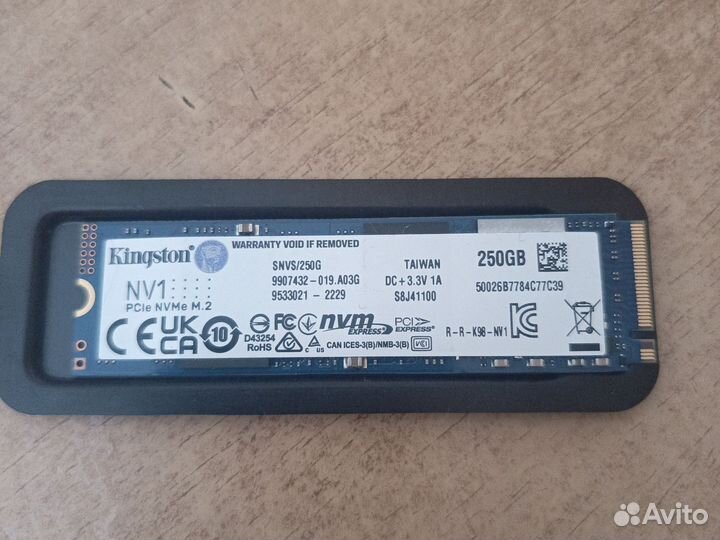 Kingston
WARRANTY VOID IF REMOVED
NV1
PCIe NVMe M.2
SNVS/250G
9907432-019.A03G
9533021 - 2229
TAIWAN
DC+3.3V 1A
S8J41100
250GB
50026B7784C77C39
CE UKCA 10
D43254
RoHS
FC
nvm EXPRESS
PCI EXPRESS
CAN ICES-3(B)/NMB-3(B)
VCI
R-R-K98-NV1
Avito